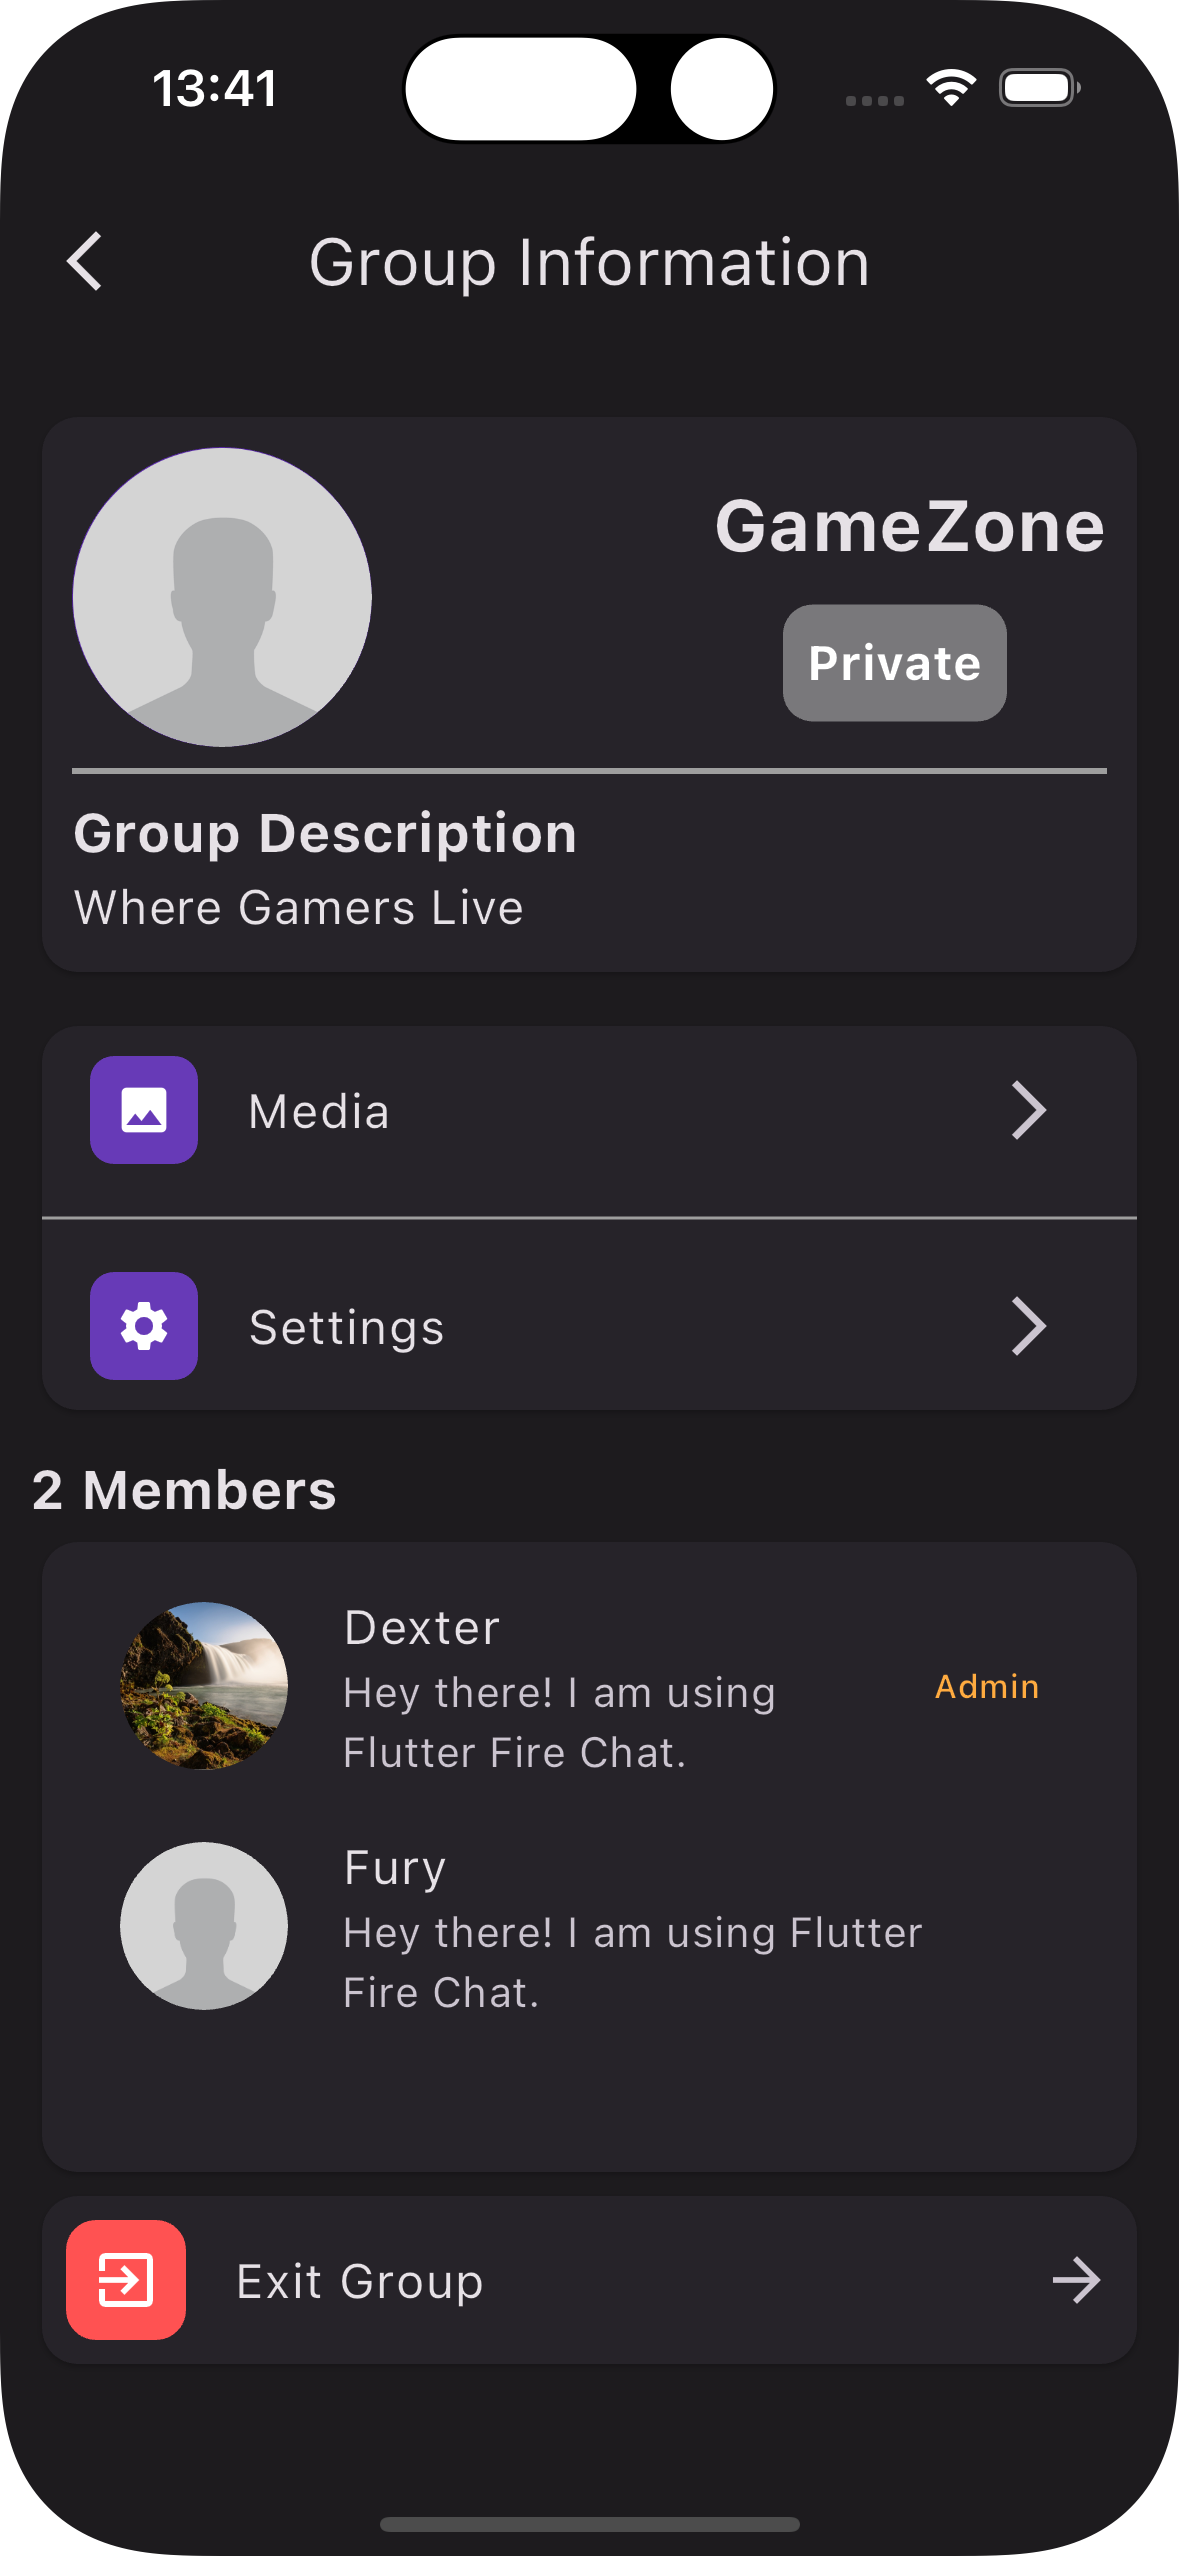 13:41
Group Information
GameZone
Private
Group Description
Where Gamers Live
Media
Settings
2 Members
Dexter
Hey there! I am using
Flutter Fire Chat.
Admin
Fury
Hey there! I am using Flutter
Fire Chat.
Exit Group